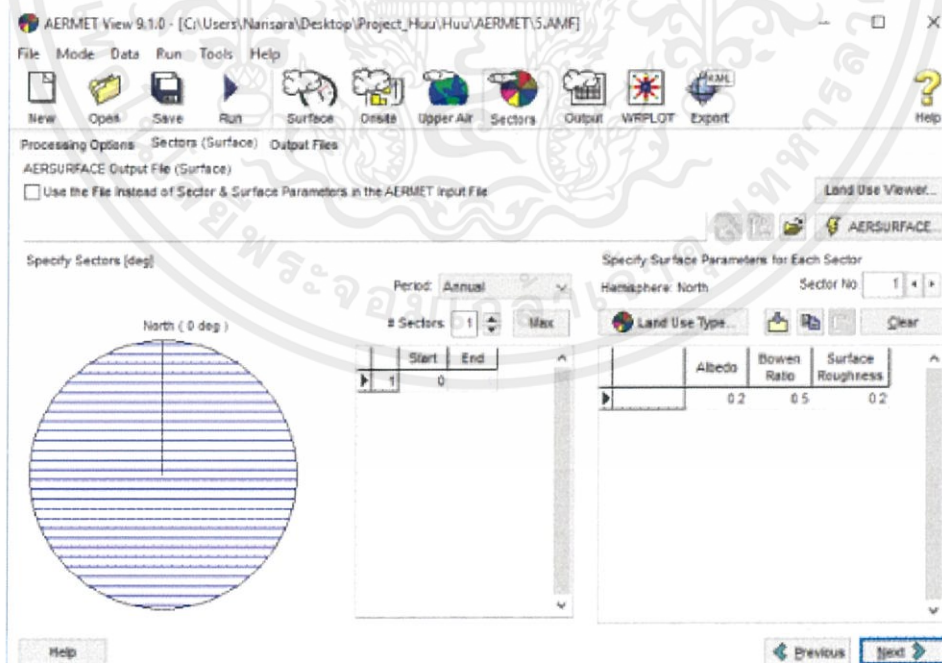 AERMET View 9.1.0 - [C:\Users\Narisara\Desktop\Project_Huu\Huu\AERMET\5.AMF]
File Mode Data Run Tools Help
New Open Save Run Surface Onsite Upper Air Sectors Output WRPLOT Export Help
Processing Options Sectors (Surface) Output Files
AERSURFACE Output File (Surface)
Use the File instead of Sector & Surface Parameters in the AERMET Input File
Land Use Viewer...
AERSURFACE...
Specify Sectors [deg]
Specify Surface Parameters for Each Sector
Period: Annual
Hemisphere: North Sector No 1
# Sectors 1 Max
Land Use Type... Clear
North ( 0 deg )
Start End
1 0
Albedo Bowen Ratio Surface Roughness
0.2 0.5 0.2
Help
Previous Next